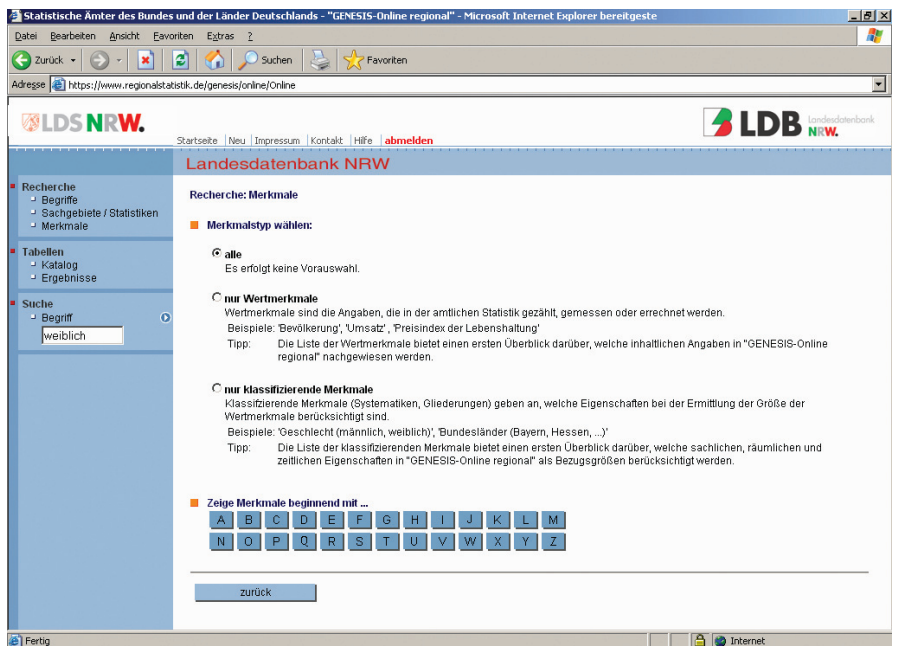 Statistische Ämter des Bundes und der Länder Deutschlands - "GENESIS-Online regional" - Microsoft Internet Explorer bereitgeste
Datei Bearbeiten Ansicht Favoriten Extras ?
Zurück Suchen Favoriten
Adresse https://www.regionalstatistik.de/genesis/online/Online
LDS NRW.
LDB Landesdatenbank NRW.
Startseite | Neu | Impressum | Kontakt | Hilfe | abmelden
Landesdatenbank NRW
Recherche
Begriffe
Sachgebiete / Statistiken
Merkmale
Tabellen
Katalog
Ergebnisse
Suche
Begriff
weiblich
Recherche: Merkmale
Merkmalstyp wählen:
alle
Es erfolgt keine Vorauswahl.
nur Wertmerkmale
Wertmerkmale sind die Angaben, die in der amtlichen Statistik gezählt, gemessen oder errechnet werden.
Beispiele: 'Bevölkerung', 'Umsatz' , 'Preisindex der Lebenshaltung'
Tipp: Die Liste der Wertmerkmale bietet einen ersten Überblick darüber, welche inhaltlichen Angaben in "GENESIS-Online
regional" nachgewiesen werden.
nur klassifizierende Merkmale
Klassifizierende Merkmale (Systematiken, Gliederungen) geben an, welche Eigenschaften bei der Ermittlung der Größe der
Wertmerkmale berücksichtigt sind.
Beispiele: 'Geschlecht (männlich, weiblich)', 'Bundesländer (Bayern, Hessen, ...)'
Tipp: Die Liste der klassifizierenden Merkmale bietet einen ersten Überblick darüber, welche sachlichen, räumlichen und
zeitlichen Eigenschaften in "GENESIS-Online regional" als Bezugsgrößen berücksichtigt werden.
Zeige Merkmale beginnend mit ...
A B C D E F G H I J K L M
N O P Q R S T U V W X Y Z
zurück
Fertig Internet